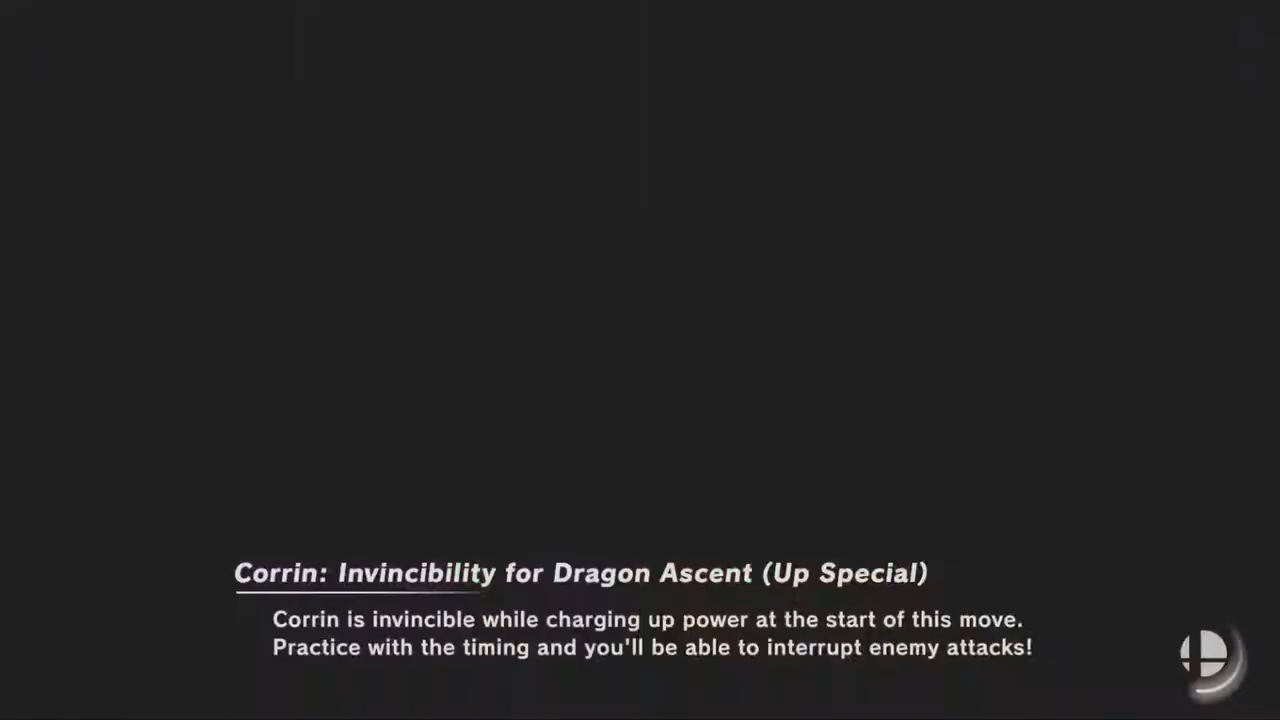 Corrin: Invincibility for Dragon Ascent (Up Special)
Corrin is invincible while charging up power at the start of this move.
Practice with the timing and you'll be able to interrupt enemy attacks!